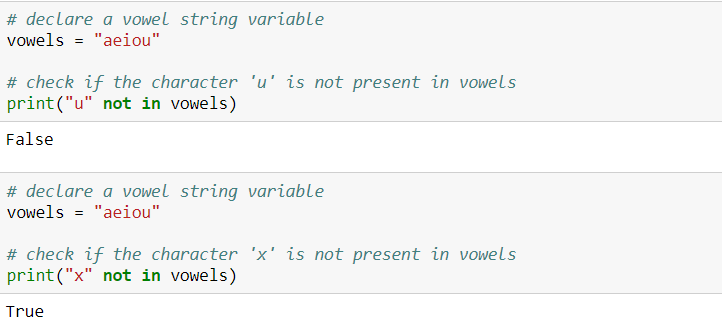 # declare a vowel string variable
vowels = "aeiou"
# check if the character 'u' is not present in vowels
print("u" not in vowels)
False
# declare a vowel string variable
vowels = "aeiou"
# check if the character 'x' is not present in vowels
print("x" not in vowels)
True